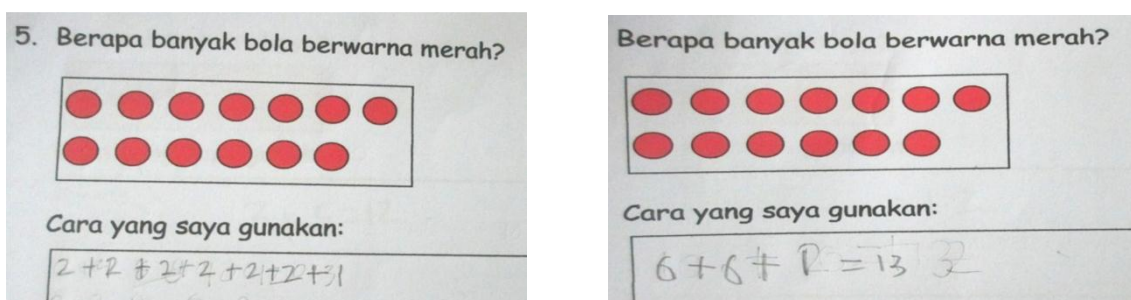 5. Berapa banyak bola berwarna merah?
Cara yang saya gunakan:
2+2+2+2+2+2+1
Berapa banyak bola berwarna merah?
Cara yang saya gunakan:
6+6+1=13